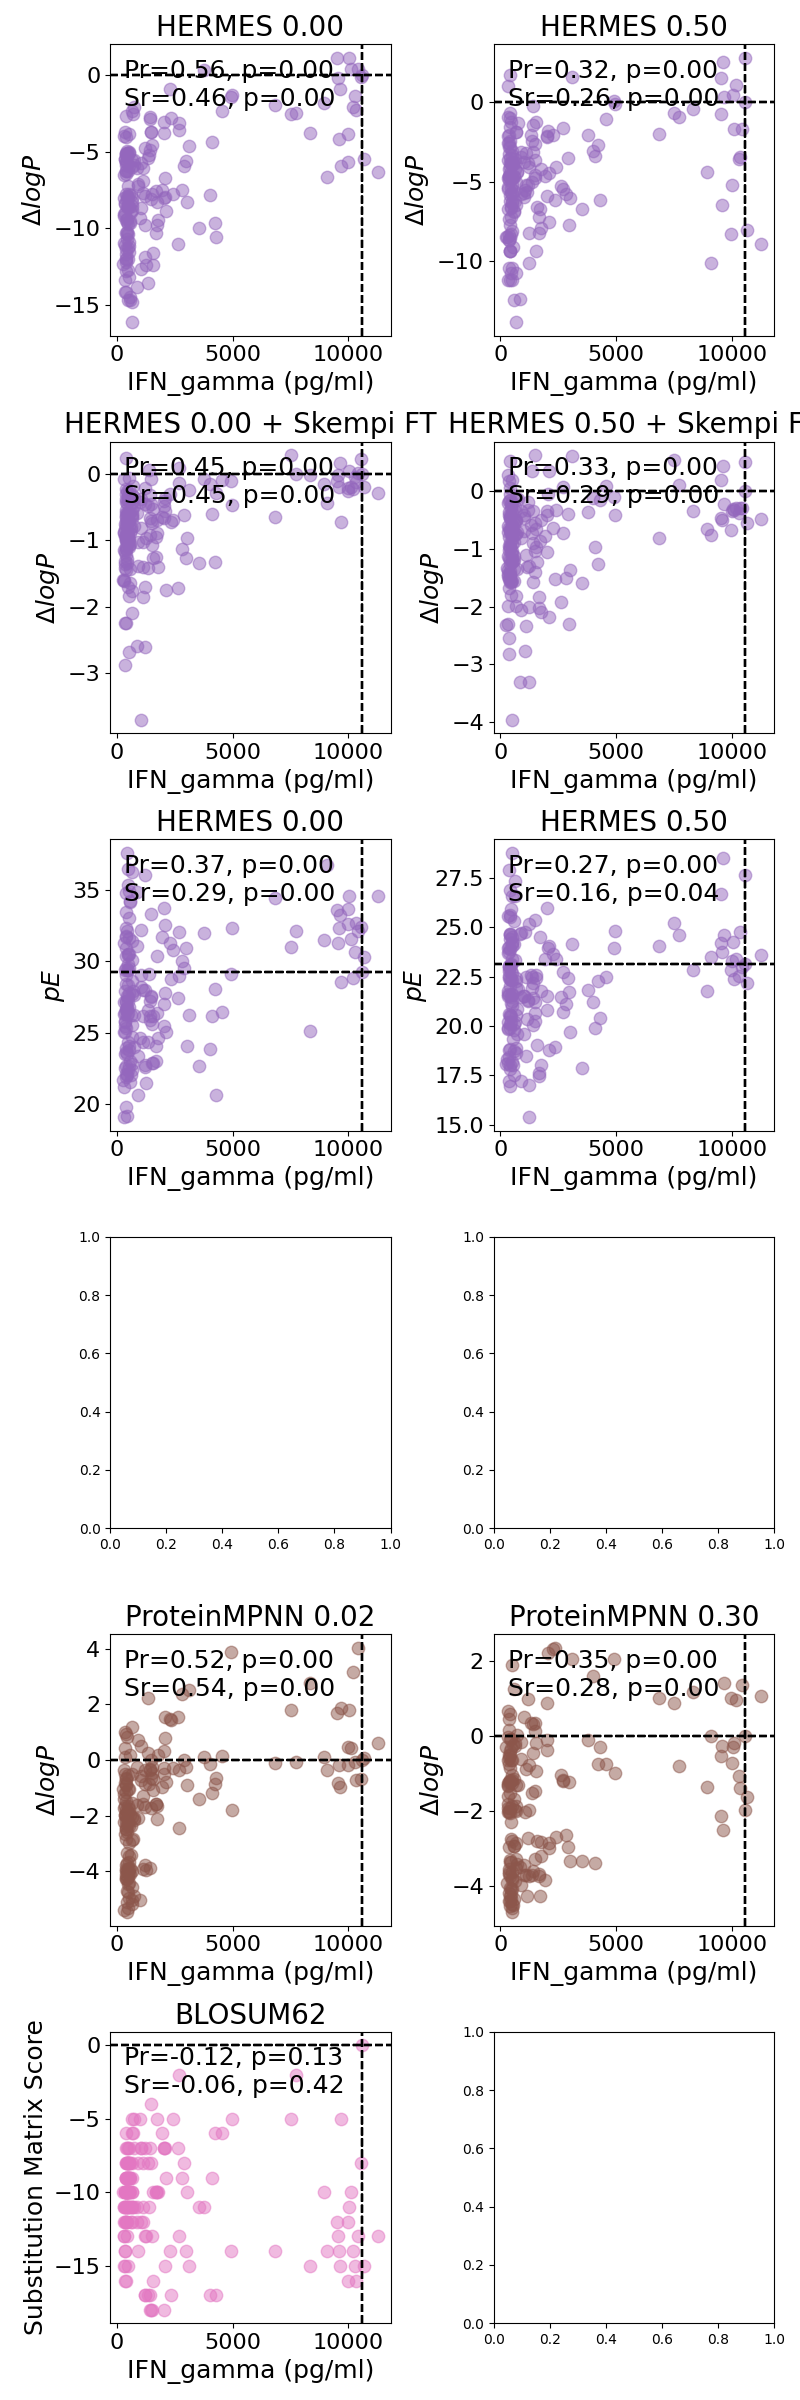 HERMES 0.00
HERMES 0.50
Pr=0.56, p=0.00
Sr=0.46, p=0.00
Pr=0.32, p=0.00
Sr=0.26, p=0.00
ΔlogP
0
−5
−10
−15
ΔlogP
0
−5
−10
0 5000 10000
IFN_gamma (pg/ml)
0 5000 10000
IFN_gamma (pg/ml)
HERMES 0.00 + Skempi FT
HERMES 0.50 + Skempi F
Pr=0.45, p=0.00
Sr=0.45, p=0.00
Pr=0.33, p=0.00
Sr=0.29, p=0.00
ΔlogP
0
−1
−2
−3
ΔlogP
0
−1
−2
−3
−4
0 5000 10000
IFN_gamma (pg/ml)
0 5000 10000
IFN_gamma (pg/ml)
HERMES 0.00
HERMES 0.50
Pr=0.37, p=0.00
Sr=0.29, p=0.00
Pr=0.27, p=0.00
Sr=0.16, p=0.04
pE
35
30
25
20
pE
27.5
25.0
22.5
20.0
17.5
15.0
0 5000 10000
IFN_gamma (pg/ml)
0 5000 10000
IFN_gamma (pg/ml)
1.0
0.8
0.6
0.4
0.2
0.0
0.0 0.2 0.4 0.6 0.8 1.0
1.0
0.8
0.6
0.4
0.2
0.0
0.0 0.2 0.4 0.6 0.8 1.0
ProteinMPNN 0.02
ProteinMPNN 0.30
Pr=0.52, p=0.00
Sr=0.54, p=0.00
Pr=0.35, p=0.00
Sr=0.28, p=0.00
ΔlogP
4
2
0
−2
−4
ΔlogP
2
0
−2
−4
0 5000 10000
IFN_gamma (pg/ml)
0 5000 10000
IFN_gamma (pg/ml)
BLOSUM62
Pr=-0.12, p=0.13
Sr=-0.06, p=0.42
Substitution Matrix Score
0
−5
−10
−15
0 5000 10000
IFN_gamma (pg/ml)
1.0
0.8
0.6
0.4
0.2
0.0
0.0 0.2 0.4 0.6 0.8 1.0